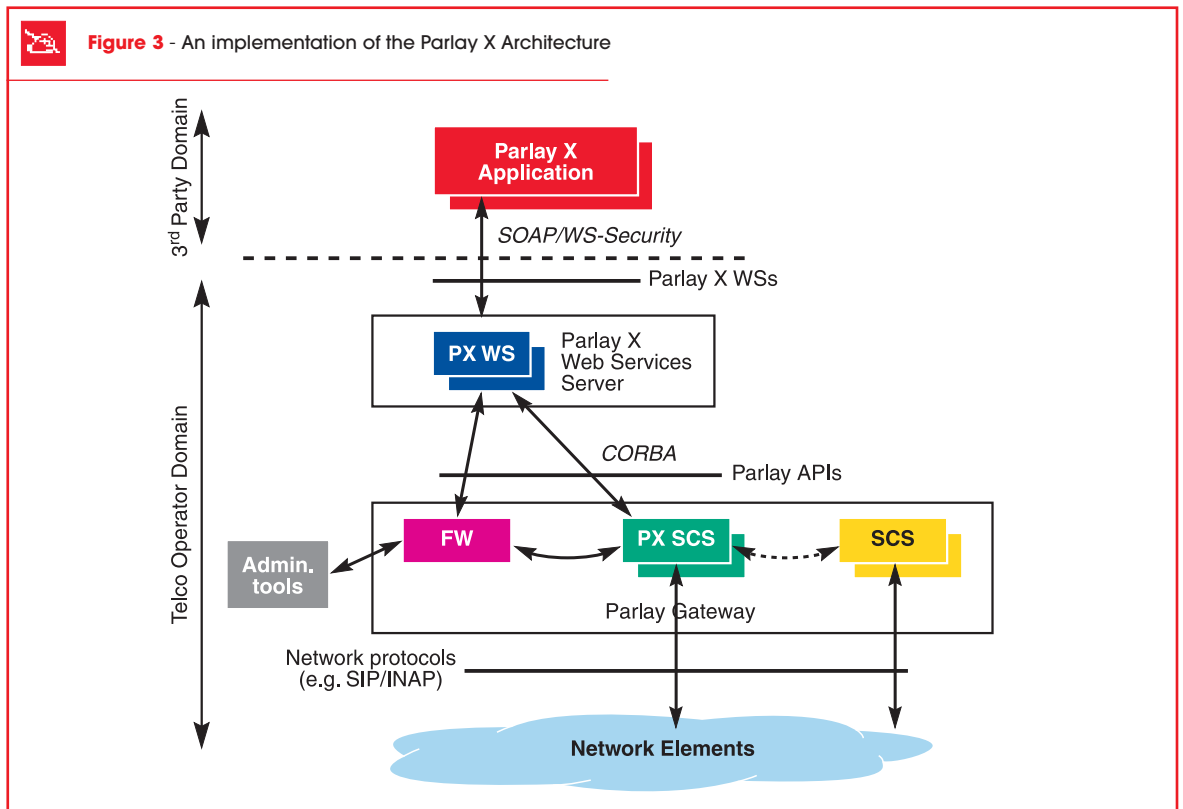 Figure 3 - An implementation of the Parlay X Architecture
3rd Party Domain
Parlay X
Application
SOAP/WS-Security
Parlay X WSs
Telco Operator Domain
PX WS
Parlay X
Web Services
Server
CORBA
Parlay APIs
FW
PX SCS
SCS
Admin.
tools
Parlay Gateway
Network protocols
(e.g. SIP/INAP)
Network Elements